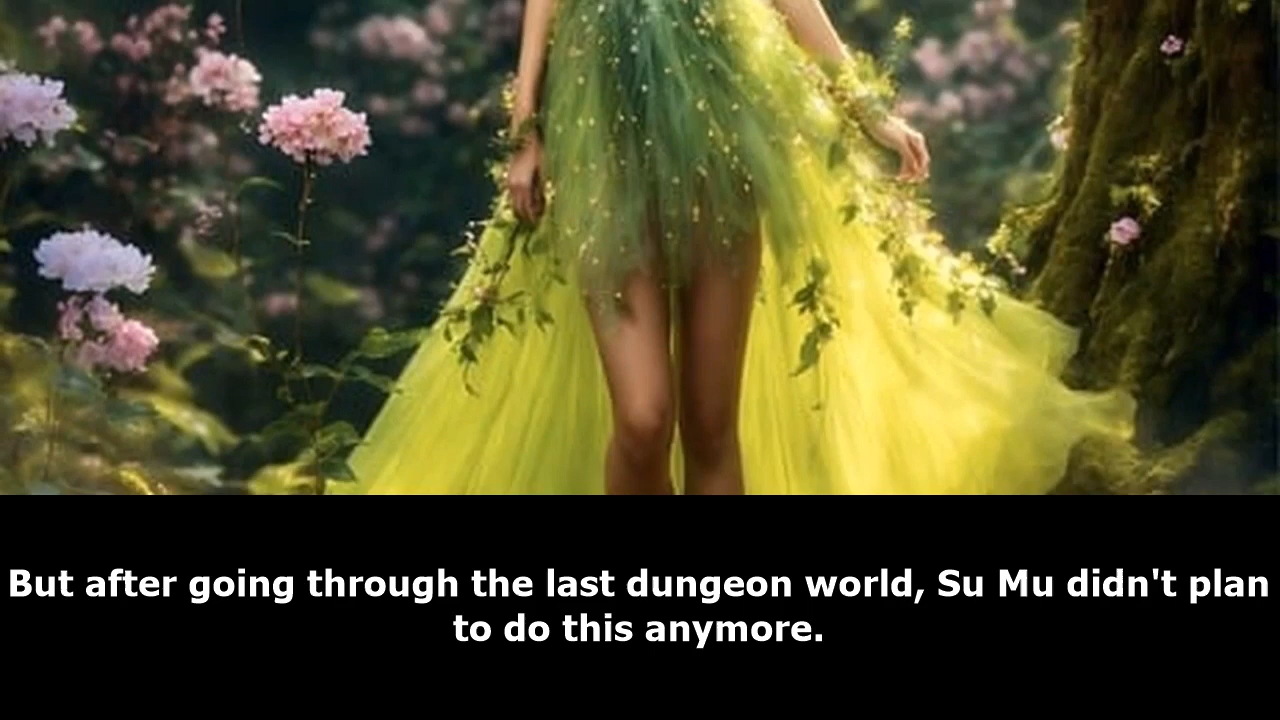 But after going through the last dungeon world, Su Mu didn't plan
to do this anymore.